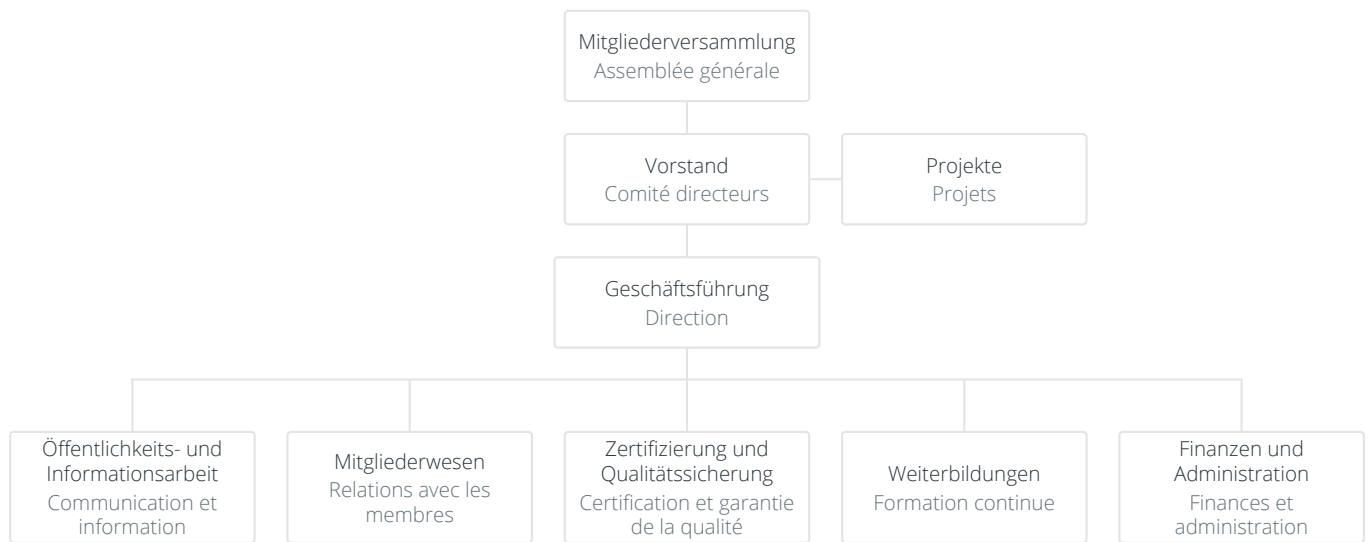 Mitgliederversammlung
Assemblée générale
Vorstand
Comité directeurs
Projekte
Projets
Geschäftsführung
Direction
Öffentlichkeits- und
Informationsarbeit
Communication et
information
Mitgliederwesen
Relations avec les
membres
Zertifizierung und
Qualitätssicherung
Certification et garantie
de la qualité
Weiterbildungen
Formation continue
Finanzen und
Administration
Finances et
administration